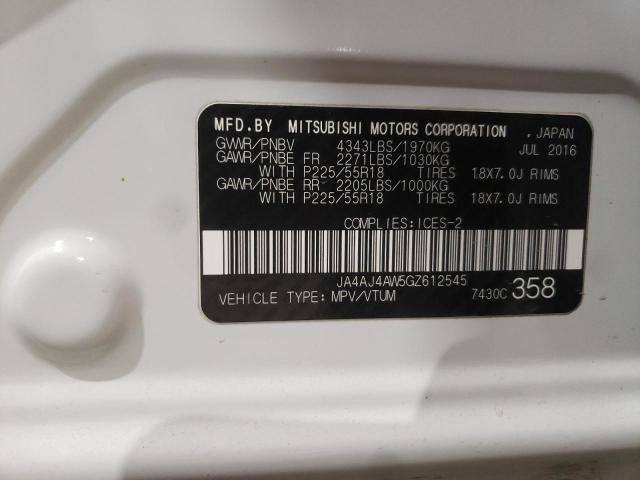 MFD.BY MITSUBISHI MOTORS CORPORATION , JAPAN
GVWR/PNBV 4343LBS/1970KG JUL 2016
GAWR/PNBE FR 2271LBS/1030KG
WITH P225/55R18 TIRES 18X7.0J RIMS
GAWR/PNBE RR 2205LBS/1000KG
WITH P225/55R18 TIRES 18X7.0J RIMS
COMPLIES:ICES-2
JA4AJ4AW5GZ612545
VEHICLE TYPE:MPV/VTUM 7430C 358